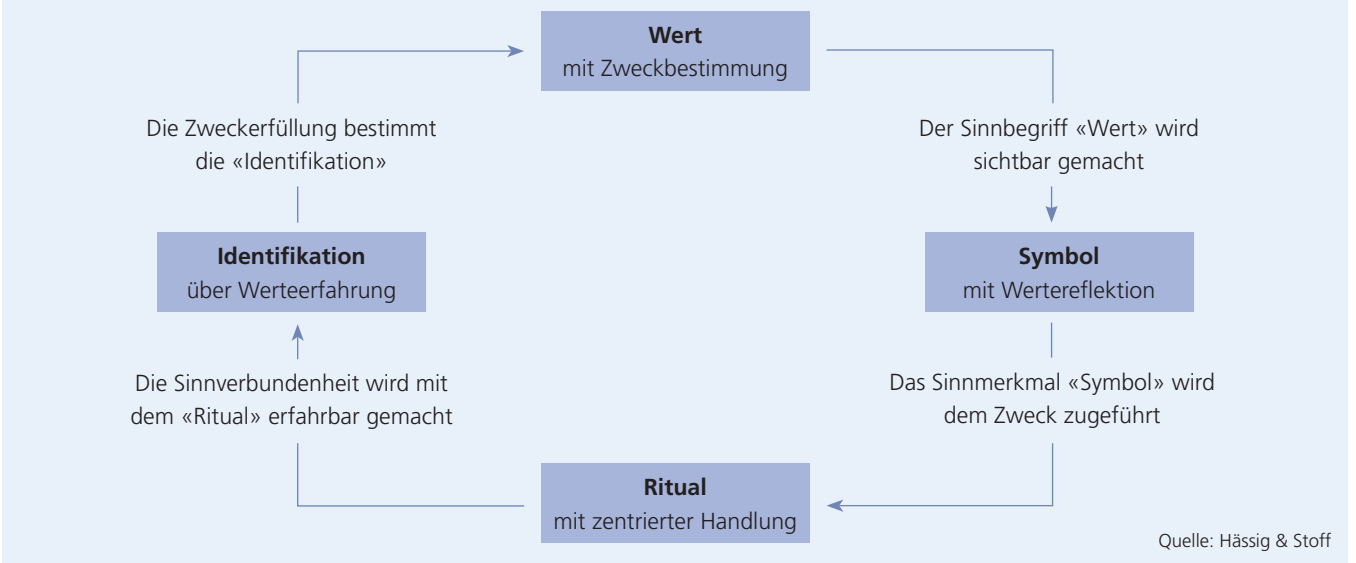 Wert
mit Zweckbestimmung
Die Zweckerfüllung bestimmt
die «Identifikation»
Der Sinnbegriff «Wert» wird
sichtbar gemacht
Identifikation
über Werteerfahrung
Symbol
mit Wertereflektion
Die Sinnverbundenheit wird mit
dem «Ritual» erfahrbar gemacht
Das Sinnmerkmal «Symbol» wird
dem Zweck zugeführt
Ritual
mit zentrierter Handlung
Quelle: Hässig & Stoff